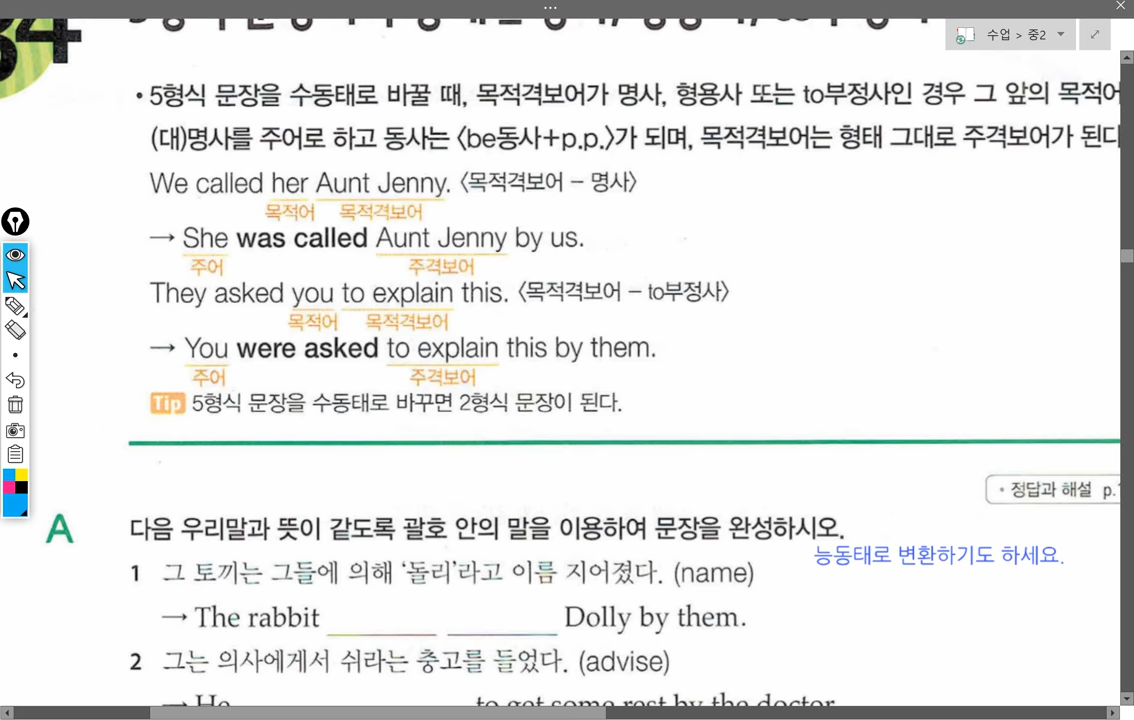 수업 > 중2
• 5형식 문장을 수동태로 바꿀 때, 목적격보어가 명사, 형용사 또는 to부정사인 경우 그 앞의 목적어
(대)명사를 주어로 하고 동사는 〈be동사+p.p.〉가 되며, 목적격보어는 형태 그대로 주격보어가 된다
We called her Aunt Jenny. 〈목적격보어 – 명사〉
목적어 목적격보어
→ She was called Aunt Jenny by us.
주어 주격보어
They asked you to explain this. 〈목적격보어 – to부정사〉
목적어 목적격보어
→ You were asked to explain this by them.
주어 주격보어
Tip 5형식 문장을 수동태로 바꾸면 2형식 문장이 된다.
• 정답과 해설 p.
A 다음 우리말과 뜻이 같도록 괄호 안의 말을 이용하여 문장을 완성하시오.
능동태로 변환하기도 하세요.
1 그 토끼는 그들에 의해 ‘돌리’라고 이름 지어졌다. (name)
→ The rabbit ________ ________ Dolly by them.
2 그는 의사에게서 쉬라는 충고를 들었다. (advise)
→ He ________ ________ to get some rest by the doctor